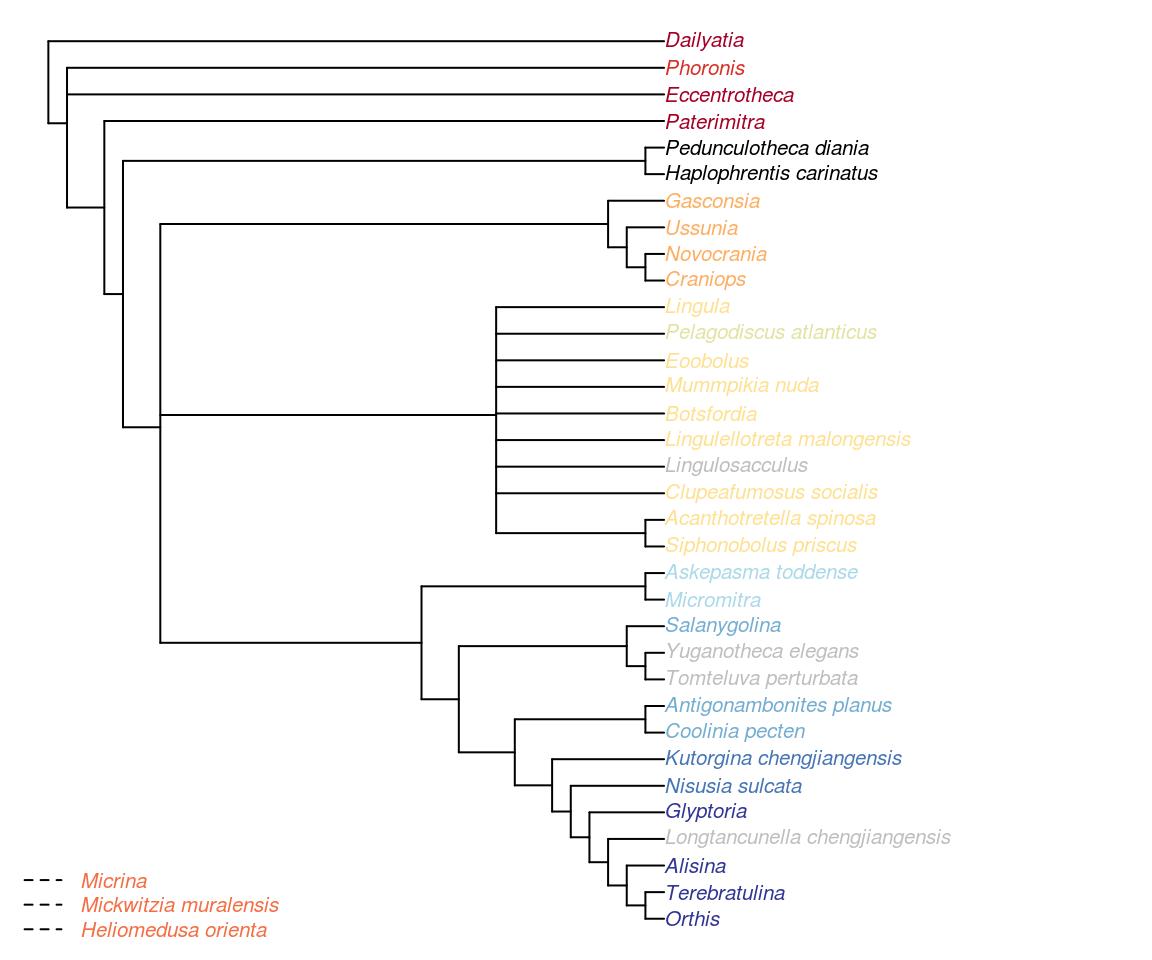 Dailyatia
Phoronis
Eccentrotheca
Paterimitra
Pedunculotheca diania
Haplophrentis carinatus
Gasconsia
Ussunia
Novocrania
Craniops
Lingula
Pelagodiscus atlanticus
Eoobolus
Mummpikia nuda
Botsfordia
Lingulellotreta malongensis
Lingulosacculus
Clupeafumosus socialis
Acanthotretella spinosa
Siphonobolus priscus
Askepasma toddense
Micromitra
Salanygolina
Yuganotheca elegans
Tomteluva perturbata
Antigonambonites planus
Coolinia pecten
Kutorgina chengjiangensis
Nisusia sulcata
Glyptoria
Longtancunella chengjiangensis
Alisina
Terebratulina
Orthis
Micrina
Mickwitzia muralensis
Heliomedusa orienta